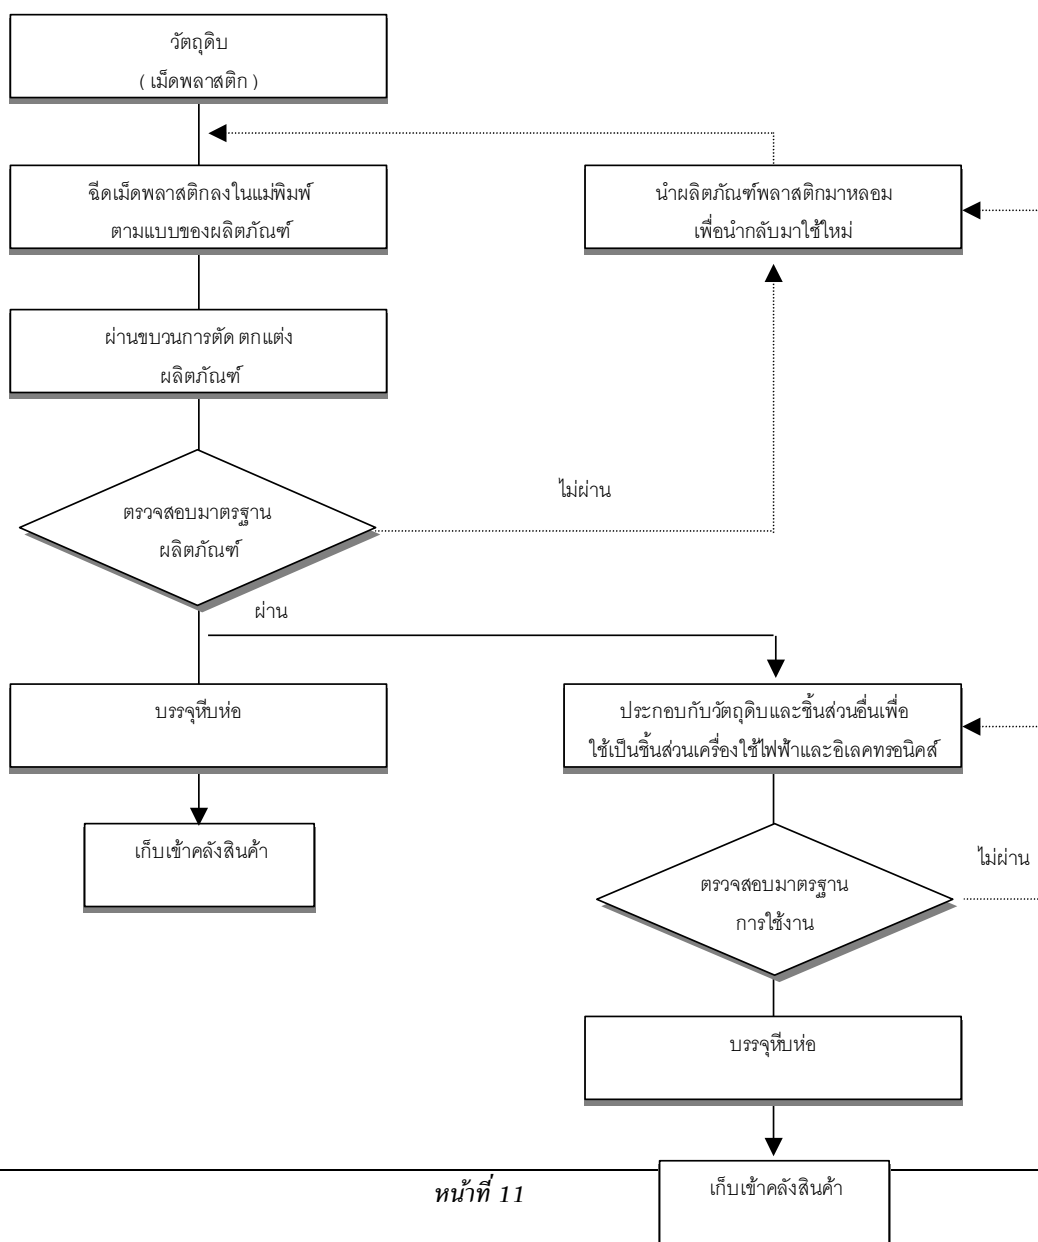 วัตถุดิบ
( เม็ดพลาสติก )
ฉีดเม็ดพลาสติกลงในแม่พิมพ์
ตามแบบของผลิตภัณฑ์
นำผลิตภัณฑ์พลาสติกมาหลอม
เพื่อนำกลับมาใช้ใหม่
ผ่านขบวนการตัด ตกแต่ง
ผลิตภัณฑ์
ไม่ผ่าน
ตรวจสอบมาตรฐาน
ผลิตภัณฑ์
ผ่าน
บรรจุหีบห่อ
ประกอบกับวัตถุดิบและชิ้นส่วนอื่นเพื่อ
ใช้เป็นชิ้นส่วนเครื่องใช้ไฟฟ้าและอิเลคทรอนิคส์
เก็บเข้าคลังสินค้า
ไม่ผ่าน
ตรวจสอบมาตรฐาน
การใช้งาน
บรรจุหีบห่อ
เก็บเข้าคลังสินค้า
หน้าที่ 11